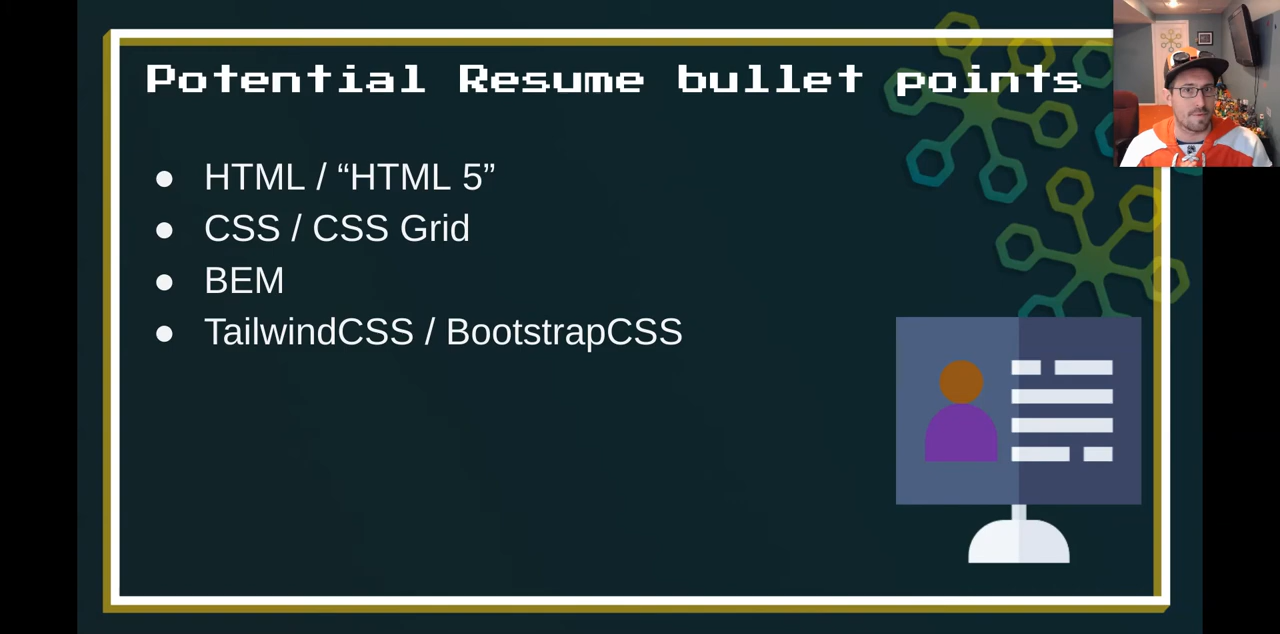 Potential Resume bullet points
● HTML / “HTML 5”
● CSS / CSS Grid
● BEM
● TailwindCSS / BootstrapCSS